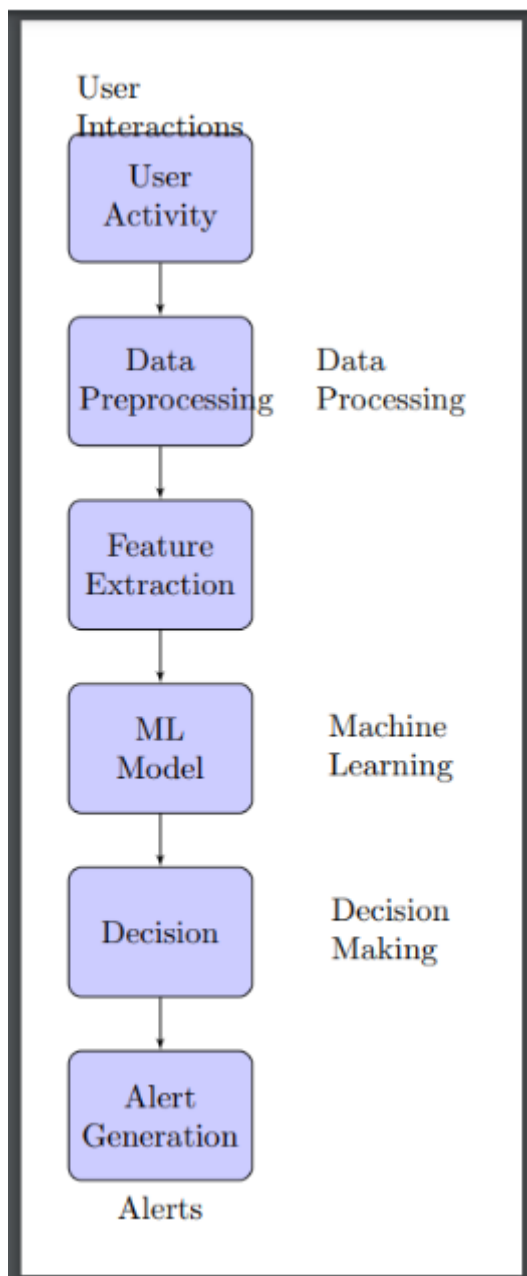 User
Interactions
User
Activity
Data
Preprocessing
Data
Processing
Feature
Extraction
ML
Model
Machine
Learning
Decision
Decision
Making
Alert
Generation
Alerts